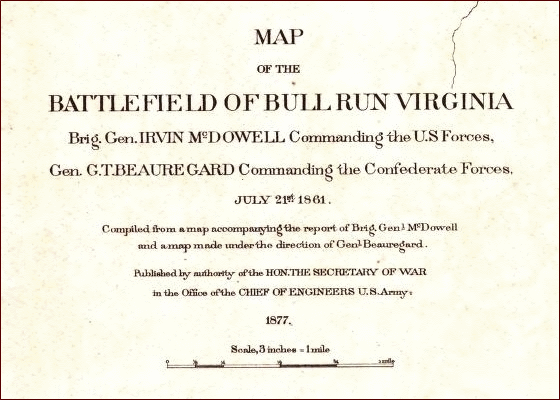 MAP
OF THE
BATTLEFIELD OF BULL RUN VIRGINIA
Brig. Gen. IRVIN McDOWELL Commanding the U.S Forces,
Gen. G.T.BEAUREGARD Commanding the Confederate Forces.
JULY 21st 1861.
Compiled from a map accompanying the report of Brig. Genl. McDowell
and a map made under the direction of Genl. Beauregard.
Published by authority of the HON. THE SECRETARY OF WAR
in the Office of the CHIEF OF ENGINEERS U.S. Army.
1877.
Scale, 3 inches = 1 mile